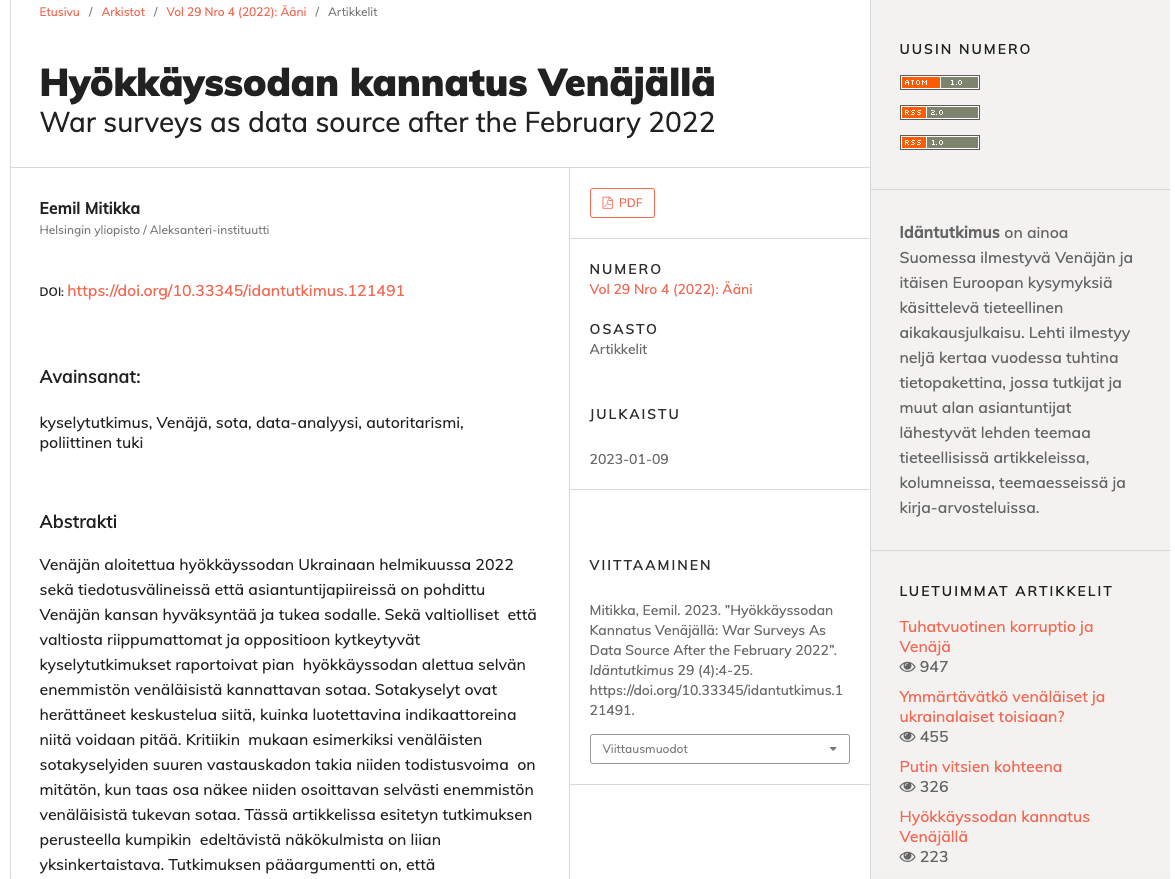 Etusivu / Arkistot / Vol 29 Nro 4 (2022): Ääni / Artikkelit
Hyökkäyssodan kannatus Venäjällä
War surveys as data source after the February 2022
Eemil Mitikka
Helsingin yliopisto / Aleksanteri-instituutti
DOI: https://doi.org/10.33345/idantutkimus.121491
Avainsanat:
kyselytutkimus, Venäjä, sota, data-analyysi, autoritarismi,
poliittinen tuki
Abstrakti
Venäjän aloitettua hyökkäyssodan Ukrainaan helmikuussa 2022
sekä tiedotusvälineissä että asiantuntijapiireissä on pohdittu
Venäjän kansan hyväksyntää ja tukea sodalle. Sekä valtiolliset  että
valtiosta riippumattomat ja oppositioon kytkeytyvät
kyselytutkimukset raportoivat pian  hyökkäyssodan alettua selvän
enemmistön venäläisistä kannattavan sotaa. Sotakyselyt ovat
herättäneet keskustelua siitä, kuinka luotettavina indikaattoreina
niitä voidaan pitää. Kritiikin  mukaan esimerkiksi venäläisten
sotakyselyiden suuren vastauskadon takia niiden todistusvoima  on
mitätön, kun taas osa näkee niiden osoittavan selvästi enemmistön
venäläisistä tukevan sotaa. Tässä artikkelissa esitetyn tutkimuksen
perusteella kumpikin  edeltävistä näkökulmista on liian
yksinkertaistava. Tutkimuksen pääargumentti on, että
PDF
NUMERO
Vol 29 Nro 4 (2022): Ääni
OSASTO
Artikkelit
JULKAISTU
2023-01-09
VIITTAAMINEN
Mitikka, Eemil. 2023. ”Hyökkäyssodan
Kannatus Venäjällä: War Surveys As
Data Source After the February 2022”.
Idäntutkimus 29 (4):4-25.
https://doi.org/10.33345/idantutkimus.1
21491.
Viittausmuodot
UUSIN NUMERO
ATOM 1.0
RSS 2.0
RSS 1.0
Idäntutkimus on ainoa
Suomessa ilmestyvä Venäjän ja
itäisen Euroopan kysymyksiä
käsittelevä tieteellinen
aikakausjulkaisu. Lehti ilmestyy
neljä kertaa vuodessa tuhtina
tietopakettina, jossa tutkijat ja
muut alan asiantuntijat
lähestyvät lehden teemaa
tieteellisissä artikkeleissa,
kolumneissa, teemaesseissä ja
kirja-arvosteluissa.
LUETUIMMAT ARTIKKELIT
Tuhatvuotinen korruptio ja
Venäjä
947
Ymmärtävätkö venäläiset ja
ukrainalaiset toisiaan?
455
Putin vitsien kohteena
326
Hyökkäyssodan kannatus
Venäjällä
223